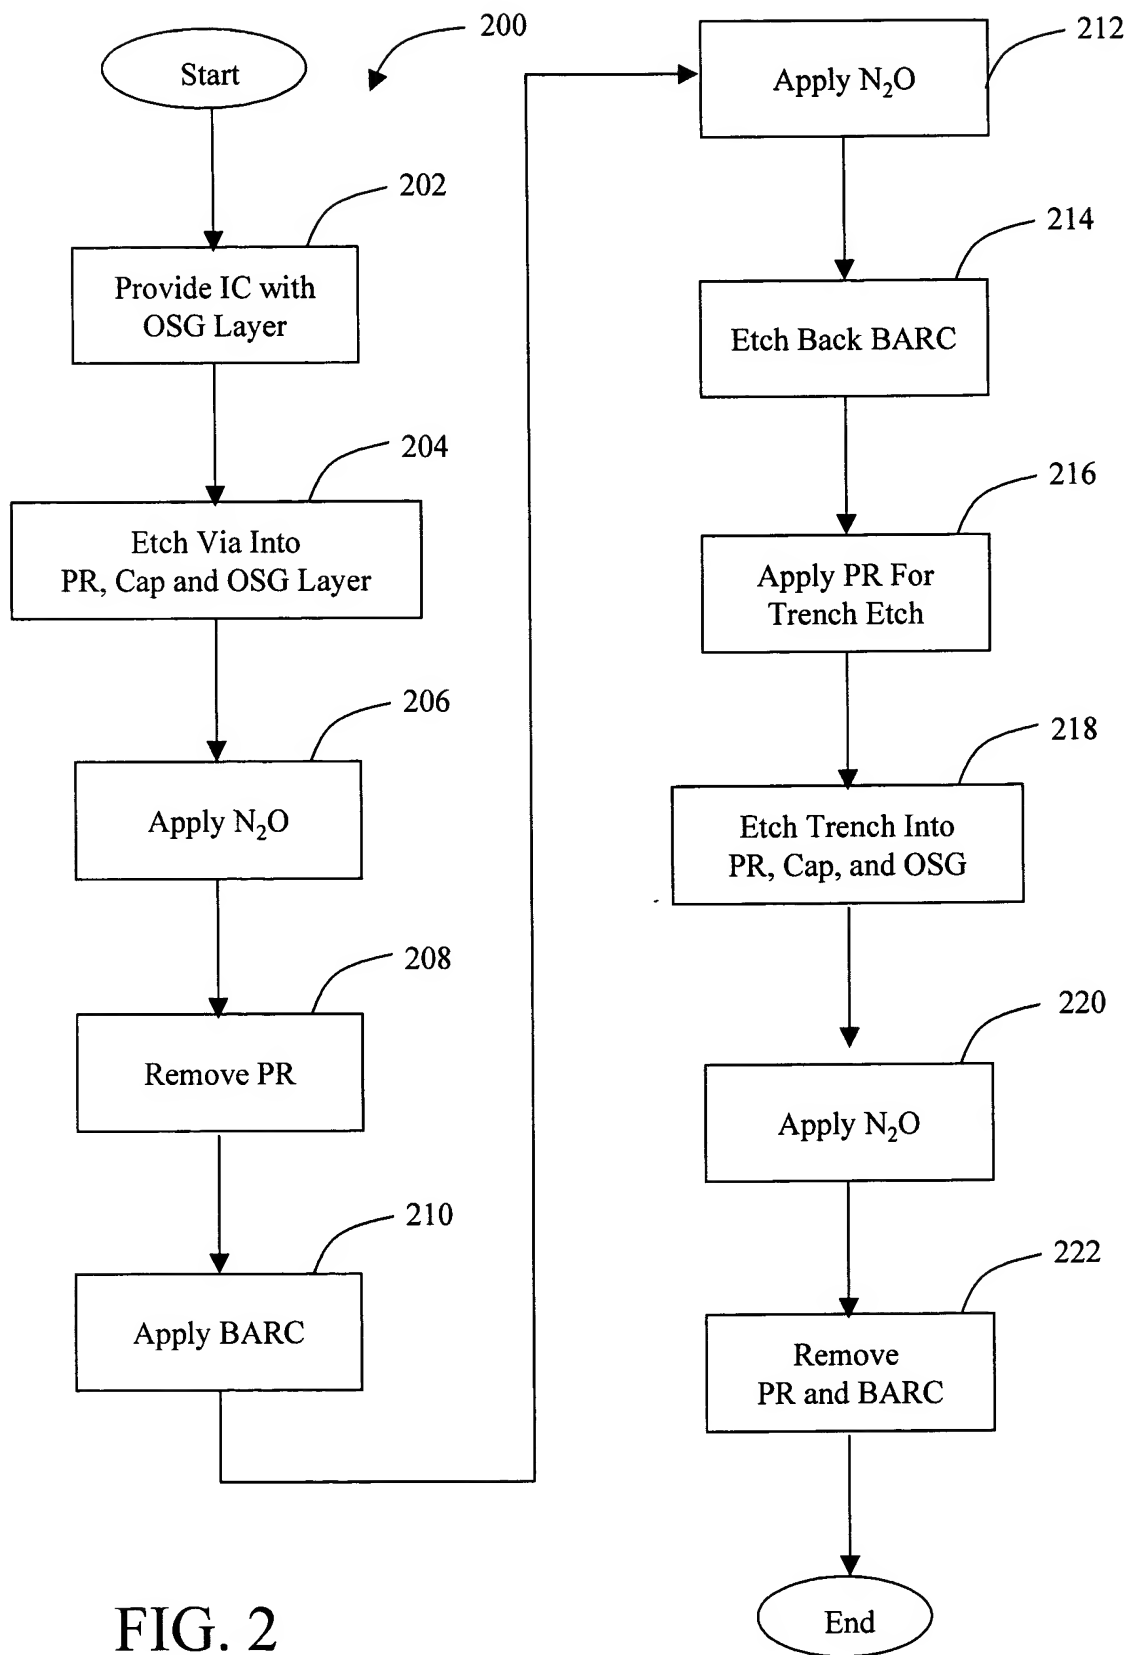 200
Start
202
Provide IC with
OSG Layer
204
Etch Via Into
PR, Cap and OSG Layer
206
Apply N₂O
208
Remove PR
210
Apply BARC
212
Apply N₂O
214
Etch Back BARC
216
Apply PR For
Trench Etch
218
Etch Trench Into
PR, Cap, and OSG
220
Apply N₂O
222
Remove
PR and BARC
End
FIG. 2